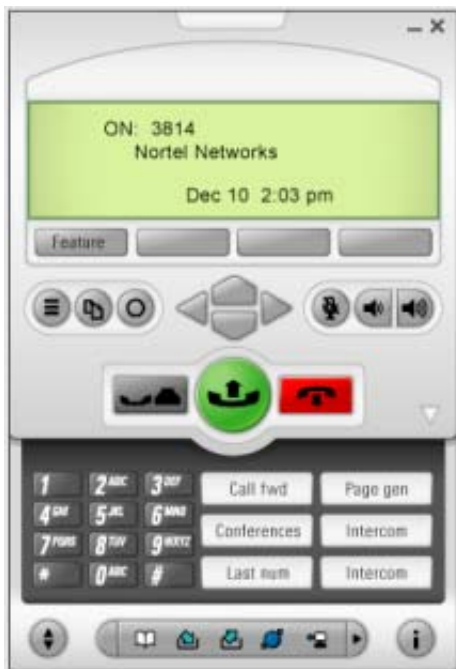 ON: 3814
Nortel Networks
Dec 10 2:03 pm
Feature
1 2ABC 3DEF
Call fwd Page gen
4GHI 5JKL 6MNO
Conferences Intercom
7PQRS 8TUV 9WXYZ
* 0 #
Last num Intercom
i